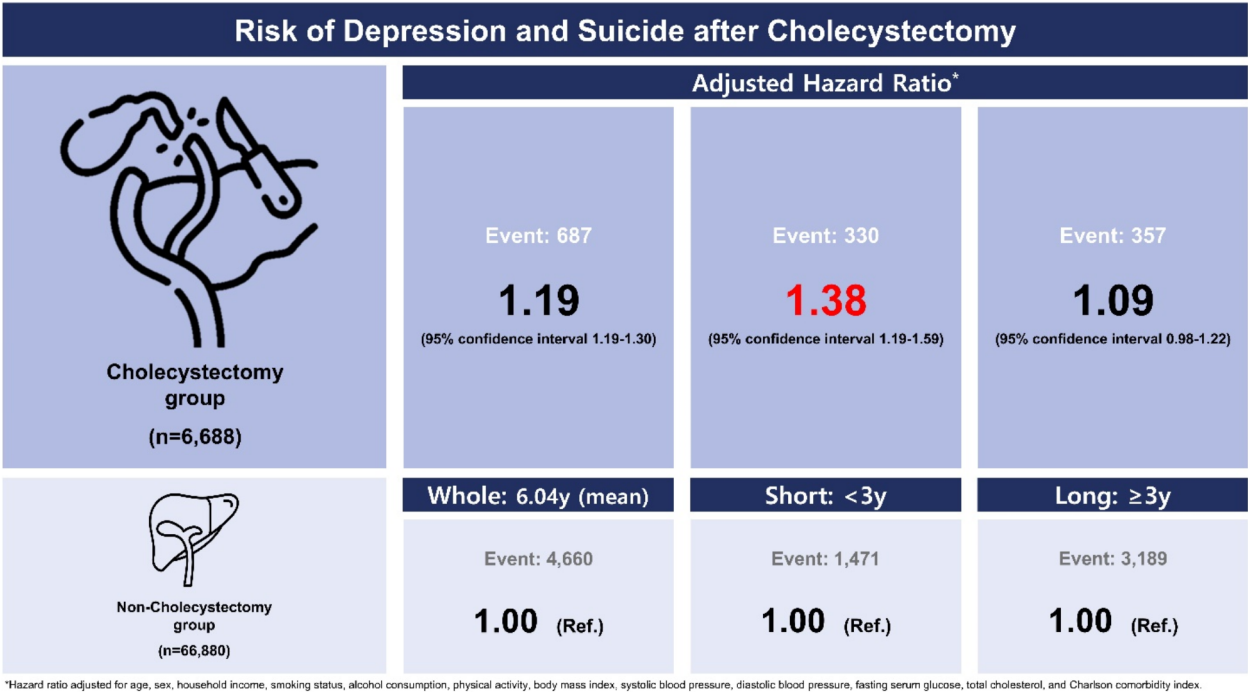 Risk of Depression and Suicide after Cholecystectomy
Adjusted Hazard Ratio*
Cholecystectomy
group
(n=6,688)
Event: 687
1.19
(95% confidence interval 1.19-1.30)
Event: 330
1.38
(95% confidence interval 1.19-1.59)
Event: 357
1.09
(95% confidence interval 0.98-1.22)
Whole: 6.04y (mean)
Short: <3y
Long: ≥3y
Non-Cholecystectomy
group
(n=66,880)
Event: 4,660
1.00 (Ref.)
Event: 1,471
1.00 (Ref.)
Event: 3,189
1.00 (Ref.)
*Hazard ratio adjusted for age, sex, household income, smoking status, alcohol consumption, physical activity, body mass index, systolic blood pressure, diastolic blood pressure, fasting serum glucose, total cholesterol, and Charlson comorbidity index.